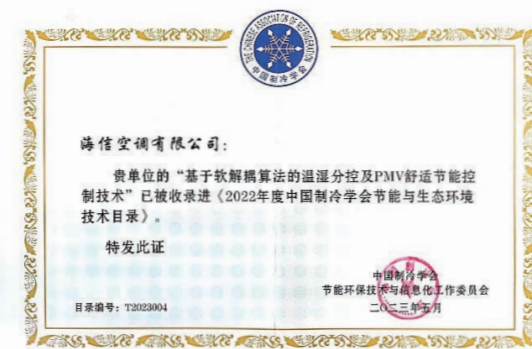 THE CHINESE ASSOCIATION OF REFRIGERATION
中国制冷学会
海信空调有限公司：
贵单位的“基于软解耦算法的温湿分控及PMV舒适节能控
制技术”已被收录进《2022年度中国制冷学会节能与生态环境
技术目录》。
特发此证
中国制冷学会
节能环保技术与信息化工作委员会
目录编号：T2023004
二〇二三年五月